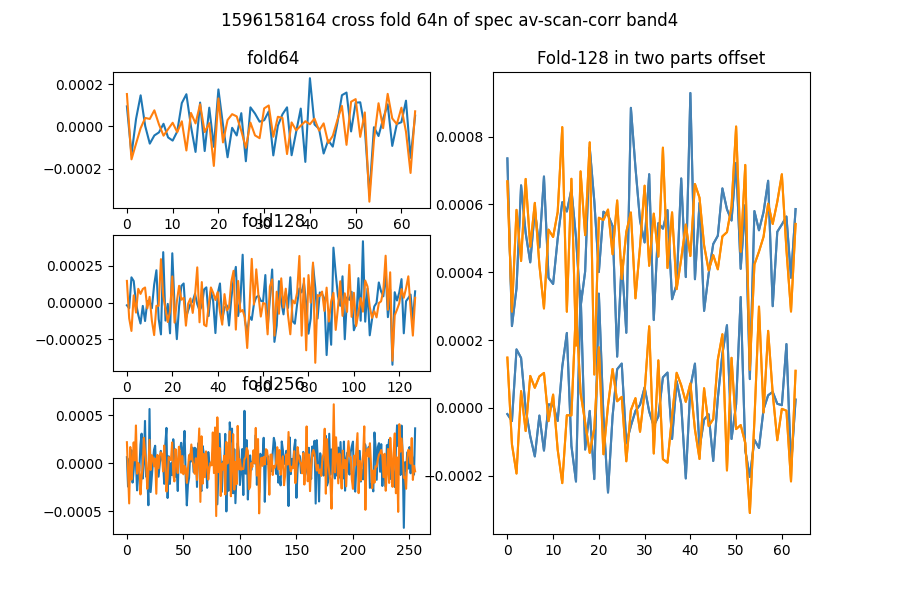 1596158164 cross fold 64n of spec av-scan-corr band4
fold64
0.0002
0.0000
−0.0002
0 10 20 30 40 50 60
fold128
0.00025
0.00000
−0.00025
0 20 40 60 80 100 120
fold256
0.0005
0.0000
−0.0005
0 50 100 150 200 250
Fold-128 in two parts offset
0.0008
0.0006
0.0004
0.0002
0.0000
−0.0002
0 10 20 30 40 50 60